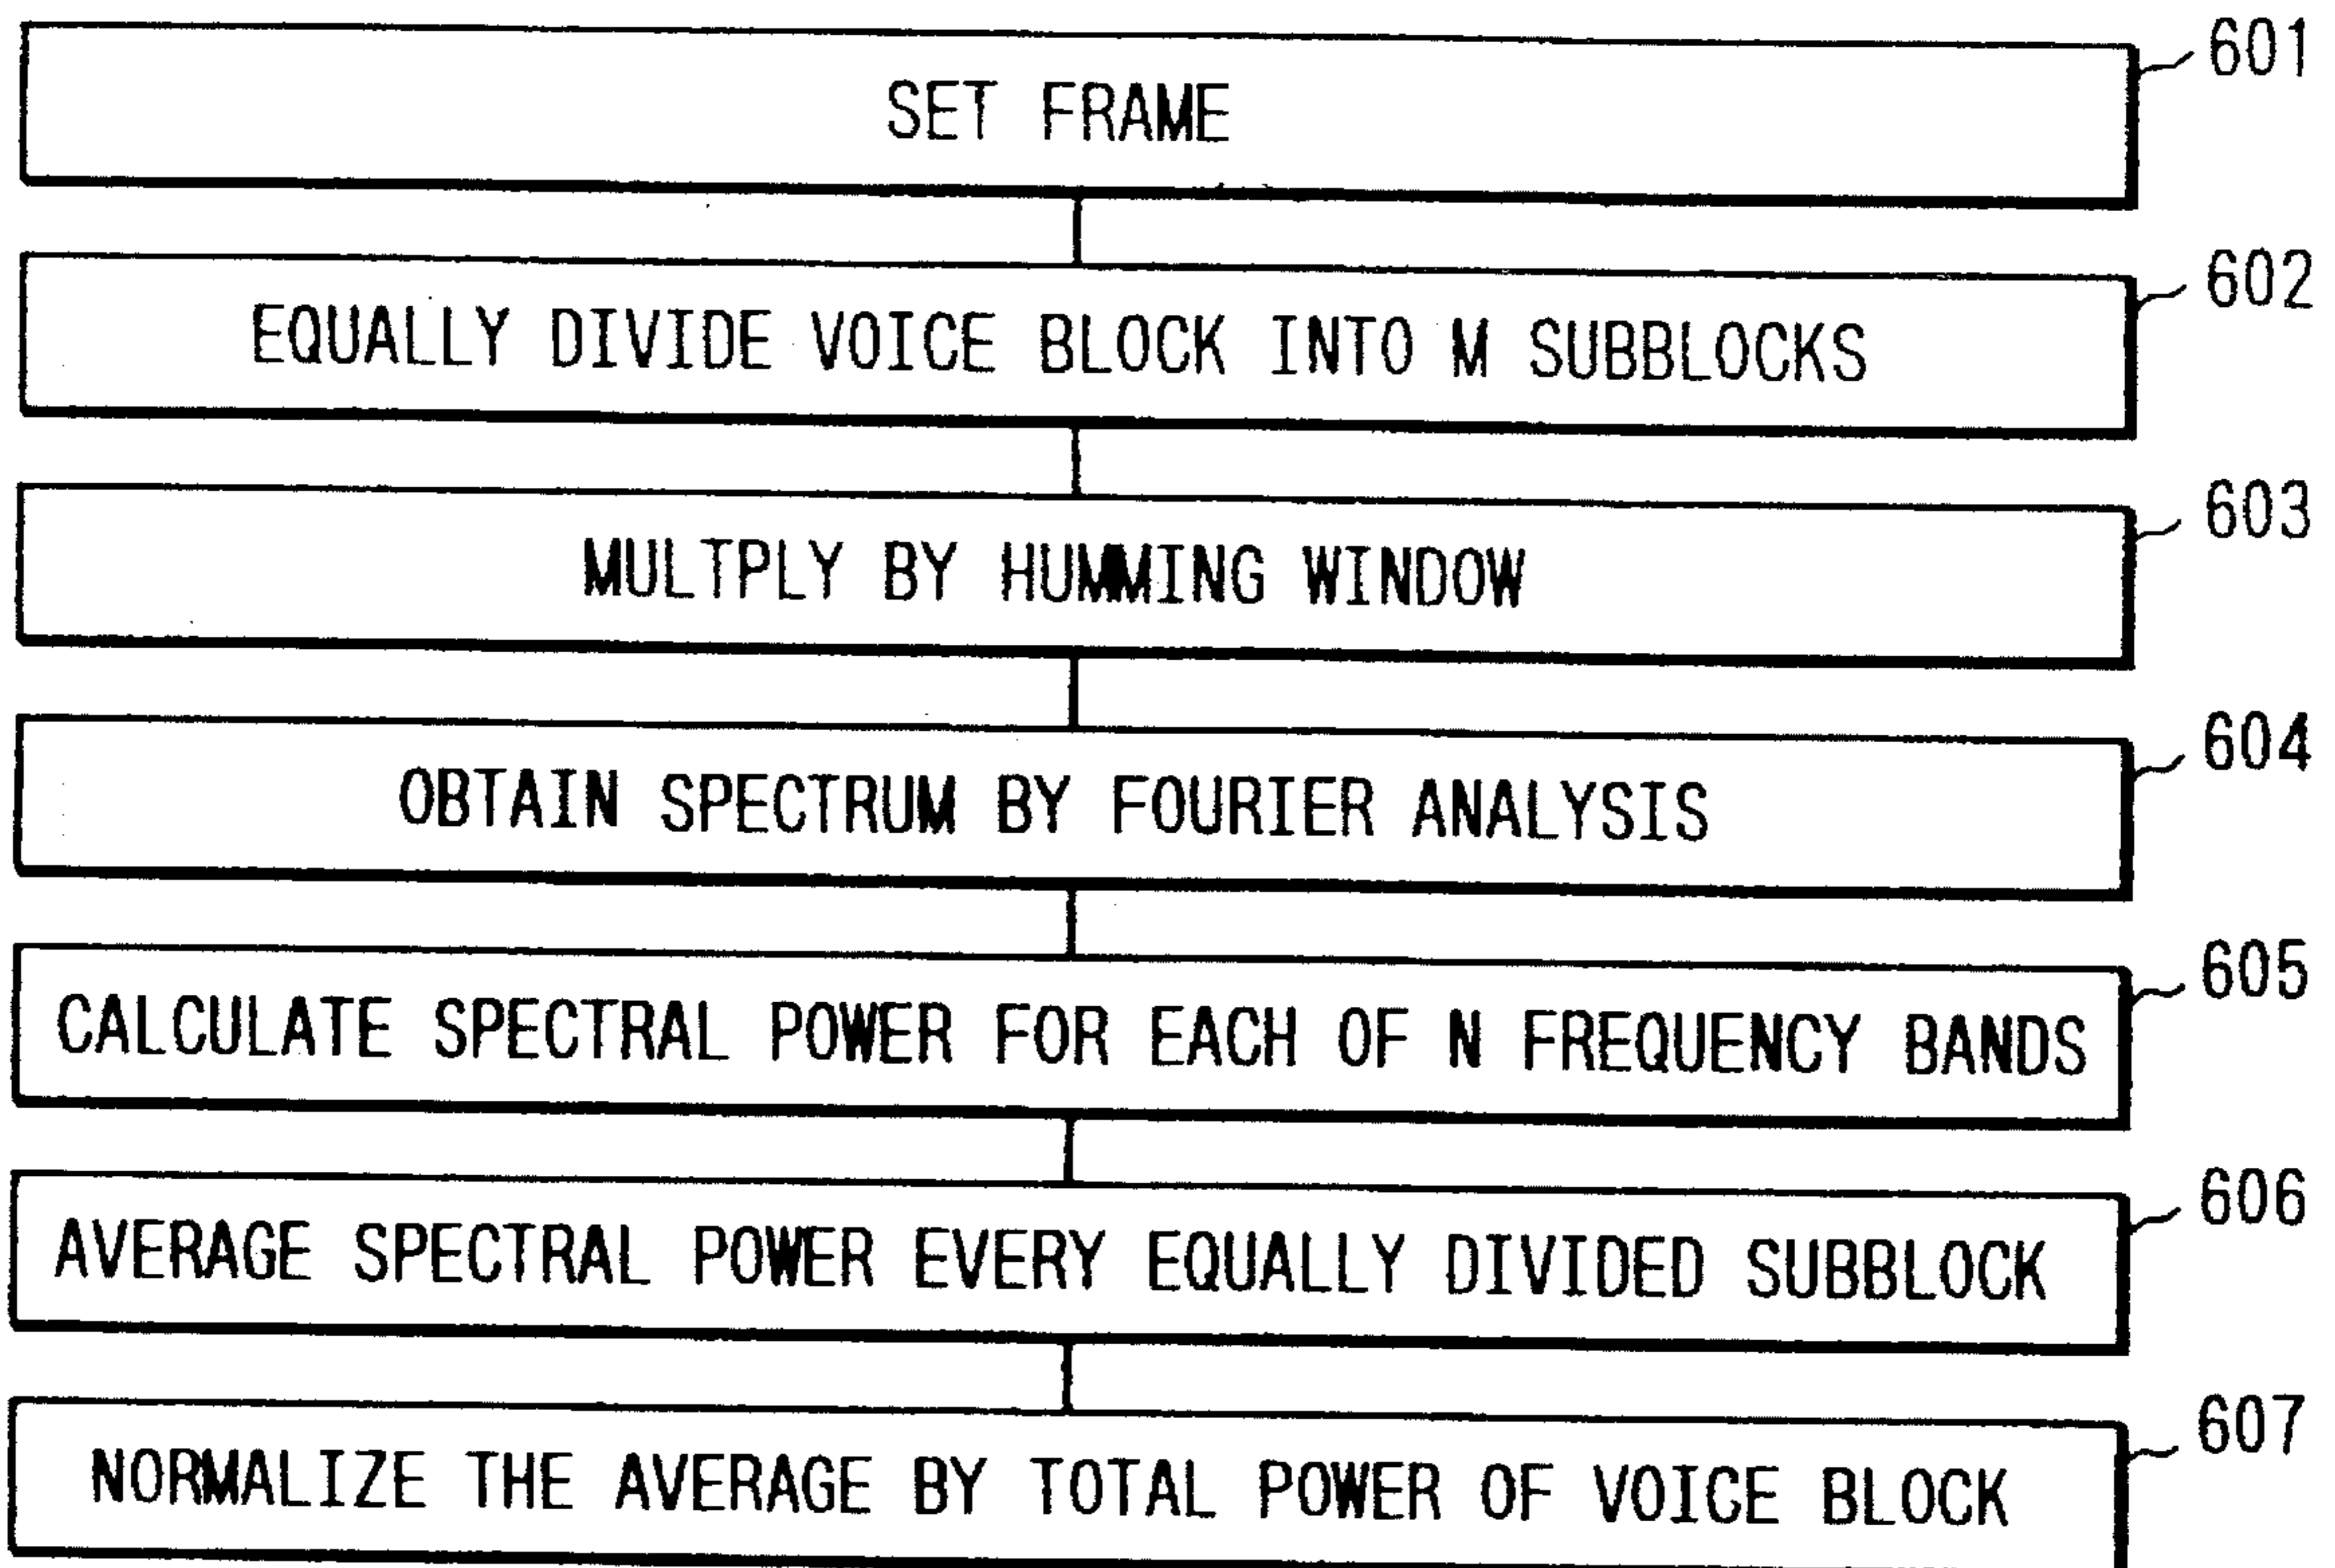 601
SET FRAME
602
EQUALLY DIVIDE VOICE BLOCK INTO M SUBBLOCKS
603
MULTPLY BY HUMMING WINDOW
604
OBTAIN SPECTRUM BY FOURIER ANALYSIS
605
CALCULATE SPECTRAL POWER FOR EACH OF N FREQUENCY BANDS
606
AVERAGE SPECTRAL POWER EVERY EQUALLY DIVIDED SUBBLOCK
607
NORMALIZE THE AVERAGE BY TOTAL POWER OF VOICE BLOCK